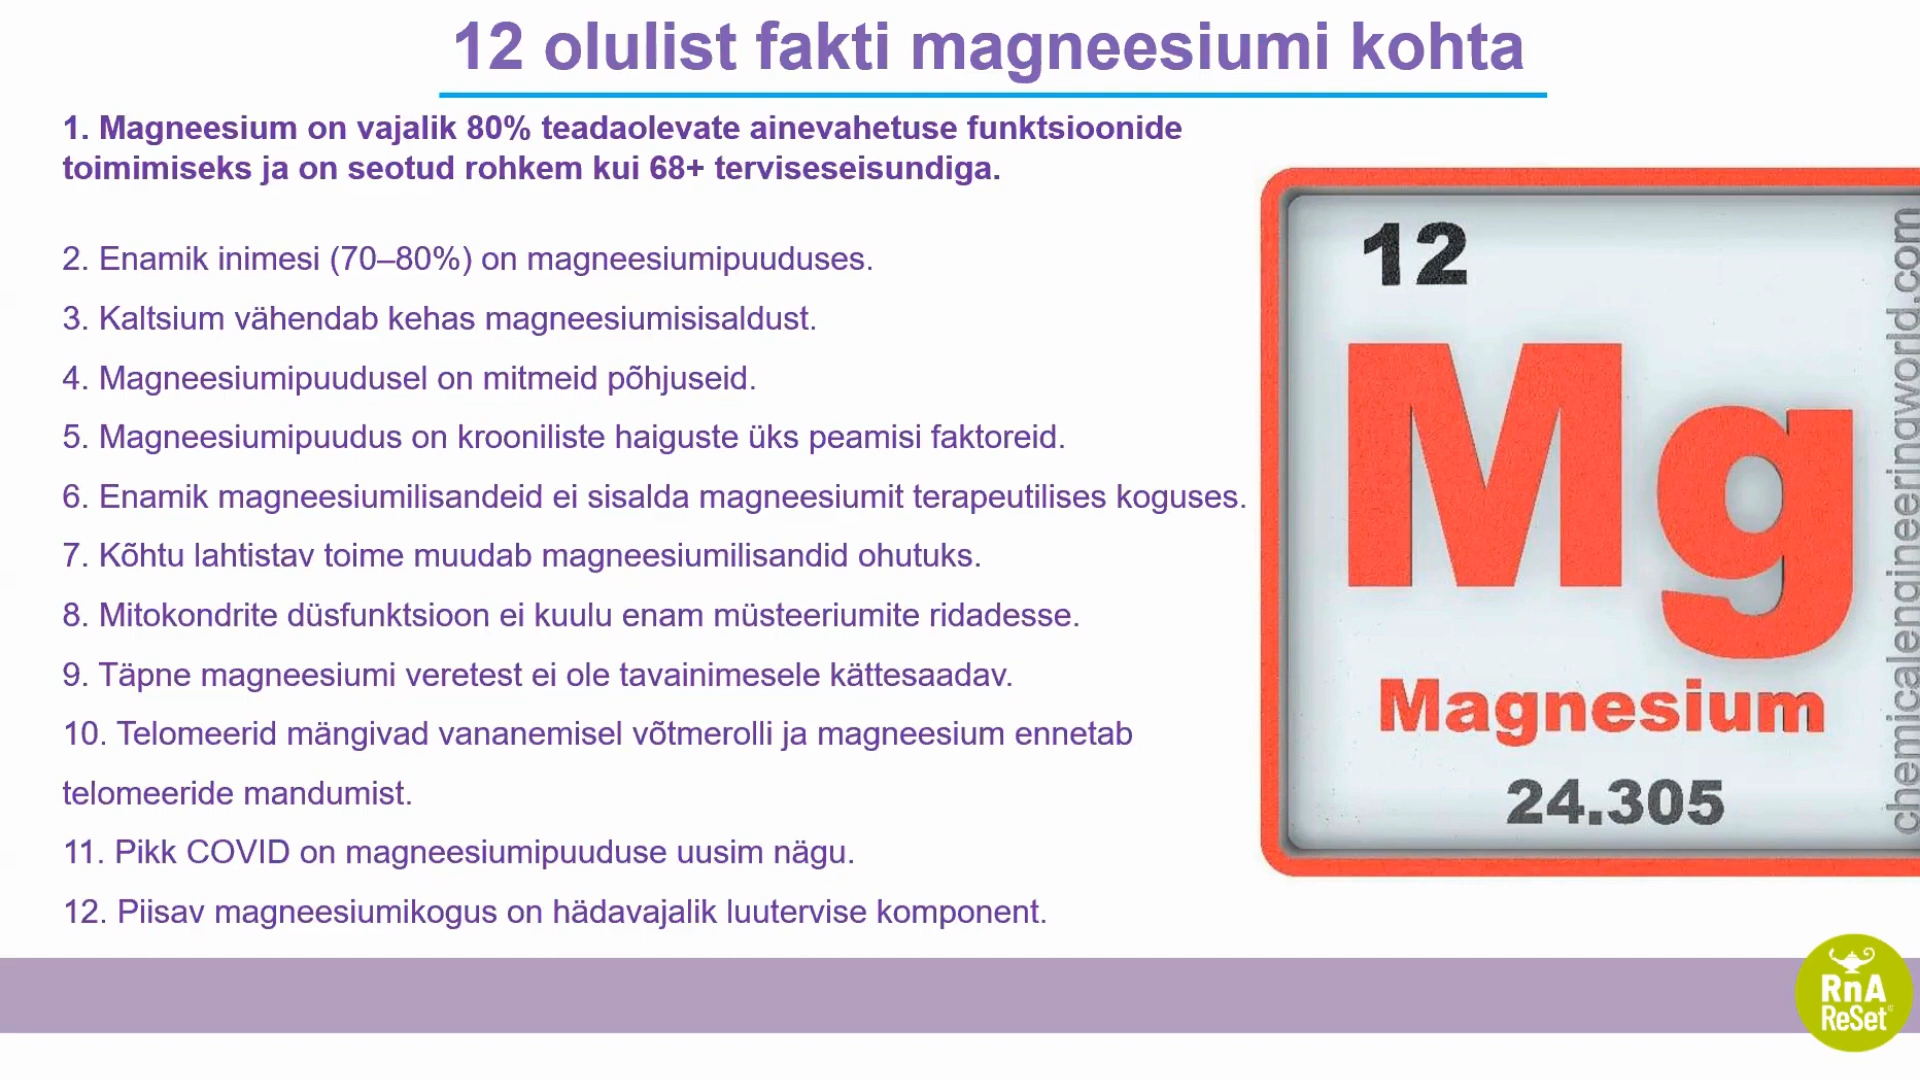 12 olulist fakti magneesiumi kohta
1. Magneesium on vajalik 80% teadaolevate ainevahetuse funktsioonide
toimimiseks ja on seotud rohkem kui 68+ terviseseisundiga.
2. Enamik inimesi (70–80%) on magneesiumipuuduses.
3. Kaltsium vähendab kehas magneesiumisisaldust.
4. Magneesiumipuudusel on mitmeid põhjuseid.
5. Magneesiumipuudus on krooniliste haiguste üks peamisi faktoreid.
6. Enamik magneesiumilisandeid ei sisalda magneesiumit terapeutilises koguses.
7. Kõhtu lahtistav toime muudab magneesiumilisandid ohutuks.
8. Mitokondrite düsfunktsioon ei kuulu enam müsteeriumite ridadesse.
9. Täpne magneesiumi veretest ei ole tavainimesele kättesaadav.
10. Telomeerid mängivad vananemisel võtmerolli ja magneesium ennetab
telomeeride mandumist.
11. Pikk COVID on magneesiumipuuduse uusim nägu.
12. Piisav magneesiumikogus on hädavajalik luutervise komponent.
12
Mg
Magnesium
24.305
chemicalengineeringworld.com
RnA
ReSet